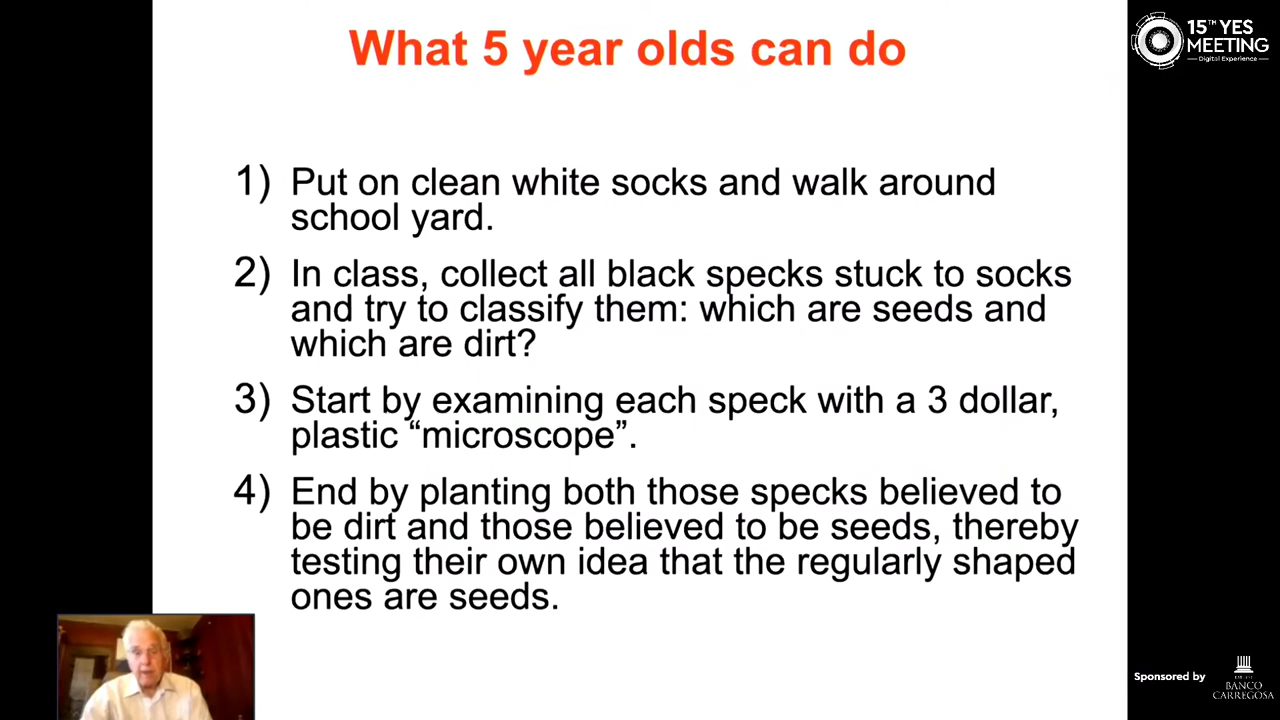 What 5 year olds can do
15TH YES
MEETING
Digital Experience
1) Put on clean white socks and walk around
school yard.
2) In class, collect all black specks stuck to socks
and try to classify them: which are seeds and
which are dirt?
3) Start by examining each speck with a 3 dollar,
plastic “microscope”.
4) End by planting both those specks believed to
be dirt and those believed to be seeds, thereby
testing their own idea that the regularly shaped
ones are seeds.
Sponsored by
BANCO
CARREGOSA